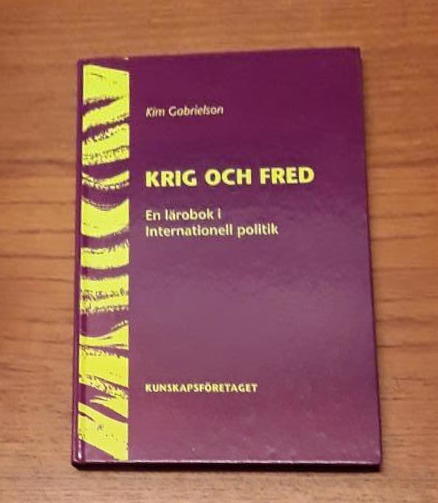 Kim Gabrielson
KRIG OCH FRED
En lärobok i
Internationell politik
KUNSKAPSFÖRETAGET